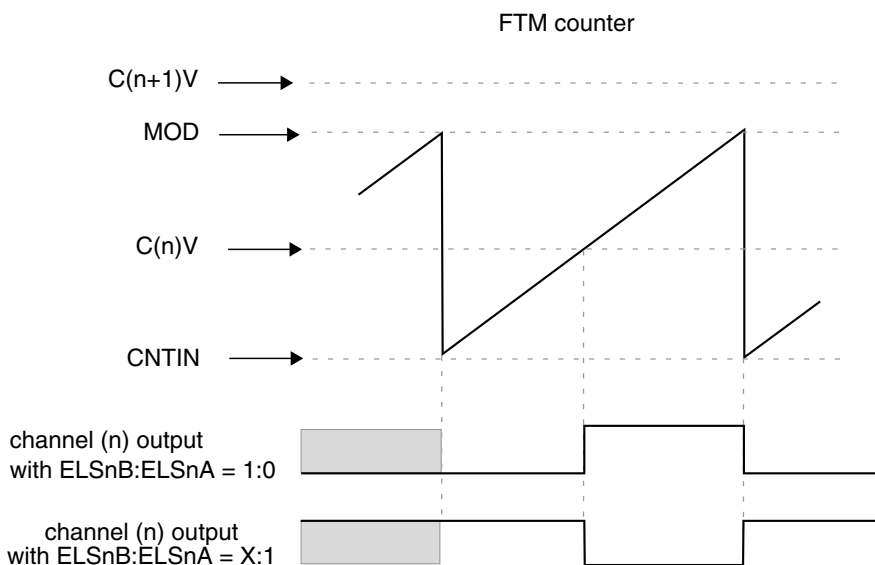 FTM counter
C(n+1)V
MOD
C(n)V
CNTIN
channel (n) output
with ELSnB:ELSnA = 1:0
channel (n) output
with ELSnB:ELSnA = X:1